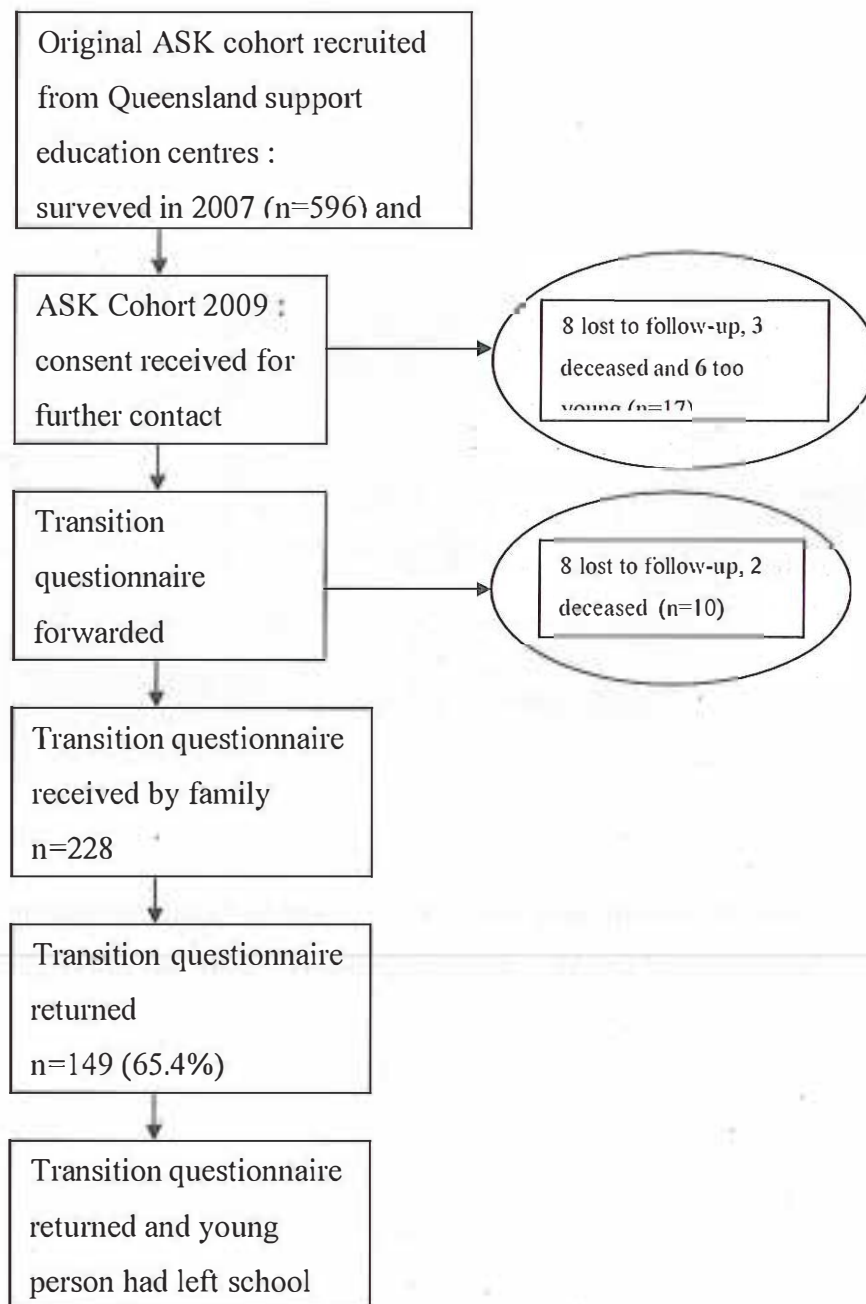 Original ASK cohort recruited
from Queensland support
education centres :
surveyed in 2007 (n=596) and
ASK Cohort 2009 :
consent received for
further contact
8 lost to follow-up, 3
deceased and 6 too
young (n=17)
Transition
questionnaire
forwarded
8 lost to follow-up, 2
deceased (n=10)
Transition questionnaire
received by family
n=228
Transition questionnaire
returned
n=149 (65.4%)
Transition questionnaire
returned and young
person had left school